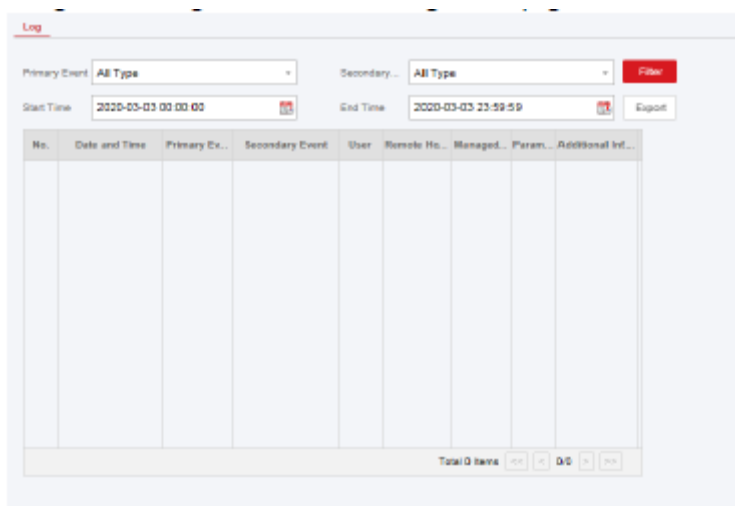 Log
Primary Event All Type Secondary... All Type Filter
Start Time 2020-03-03 00:00:00 End Time 2020-03-03 23:59:59 Export
No. Date and Time Primary Ev... Secondary Event User Remote Ho... Managed... Param... Additional Inf...
Total 0 Items << < 0/0 > >>